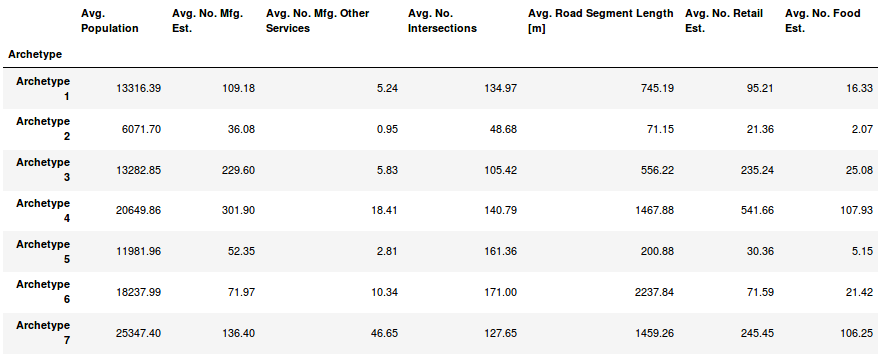 Avg. Population Avg. No. Mfg. Est. Avg. No. Mfg. Other Services Avg. No. Intersections Avg. Road Segment Length [m] Avg. No. Retail Est. Avg. No. Food Est.
Archetype
Archetype 1 13316.39 109.18 5.24 134.97 745.19 95.21 16.33
Archetype 2 6071.70 36.08 0.95 48.68 71.15 21.36 2.07
Archetype 3 13282.85 229.60 5.83 105.42 556.22 235.24 25.08
Archetype 4 20649.86 301.90 18.41 140.79 1467.88 541.66 107.93
Archetype 5 11981.96 52.35 2.81 161.36 200.88 30.36 5.15
Archetype 6 18237.99 71.97 10.34 171.00 2237.84 71.59 21.42
Archetype 7 25347.40 136.40 46.65 127.65 1459.26 245.45 106.25